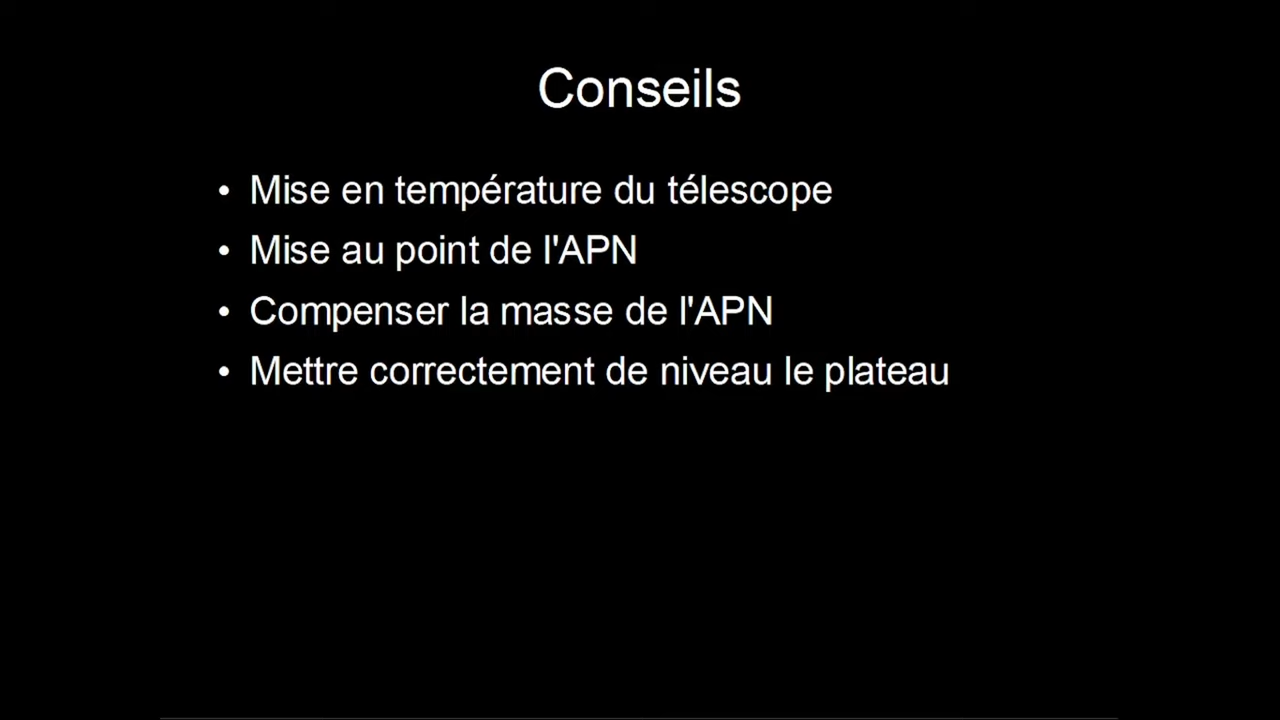 Conseils
• Mise en température du télescope
• Mise au point de l'APN
• Compenser la masse de l'APN
• Mettre correctement de niveau le plateau